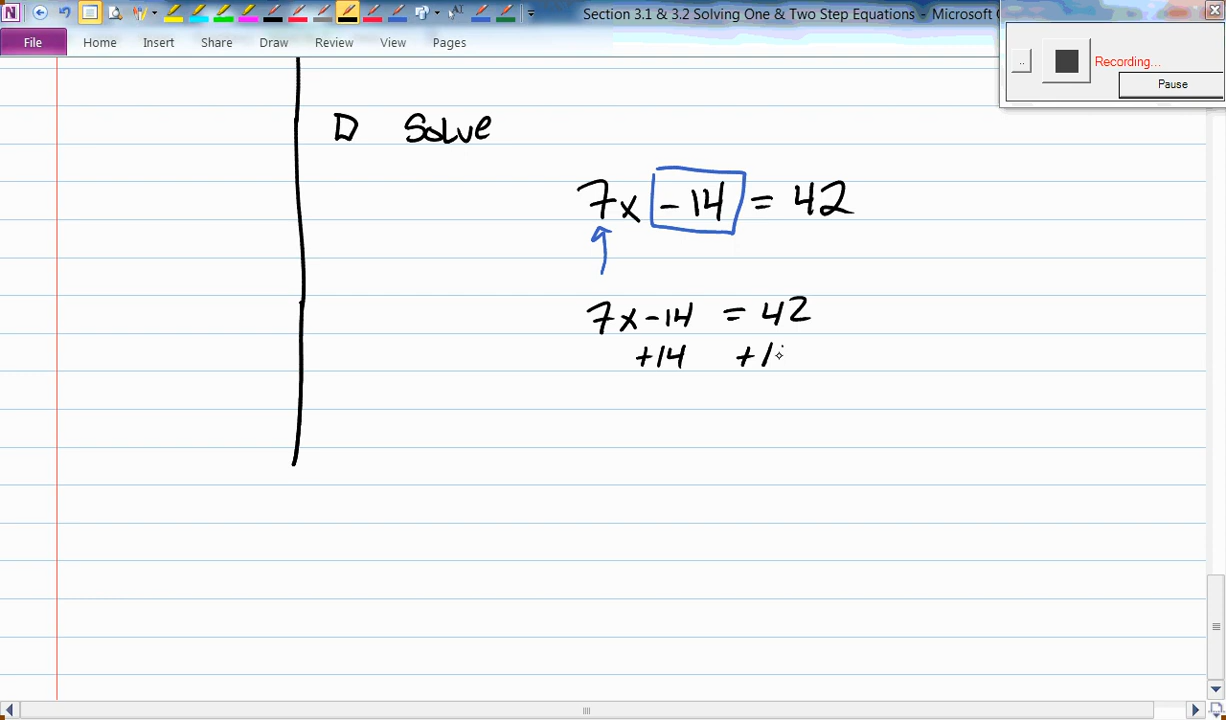 Section 3.1 & 3.2 Solving One & Two Step Equations - Microsoft
Recording...
Pause
File Home Insert Share Draw Review View Pages
D Solve
7x -14 = 42
7x -14 = 42
+14 +1